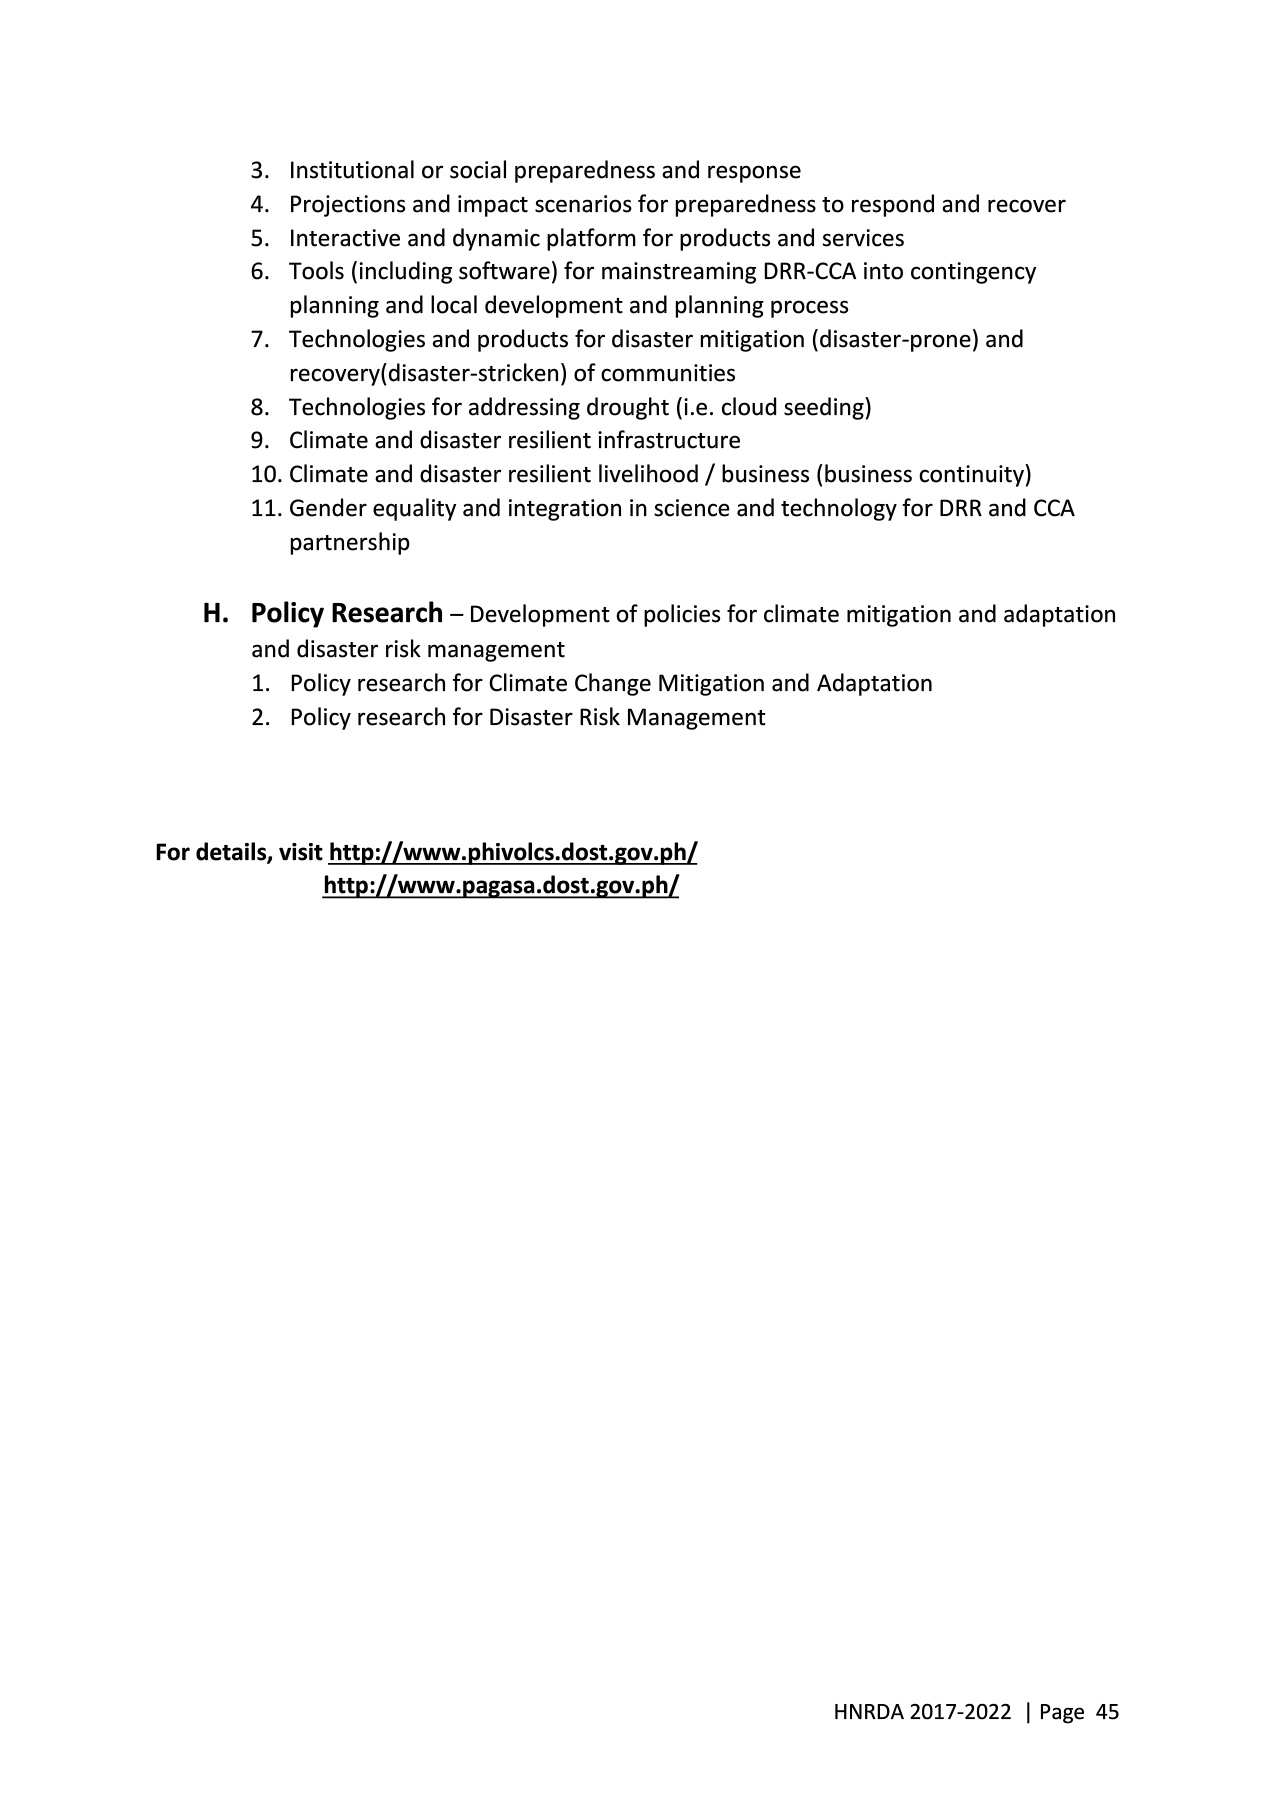 3. Institutional or social preparedness and response
4. Projections and impact scenarios for preparedness to respond and recover
5. Interactive and dynamic platform for products and services
6. Tools (including software) for mainstreaming DRR-CCA into contingency
planning and local development and planning process
7. Technologies and products for disaster mitigation (disaster-prone) and
recovery(disaster-stricken) of communities
8. Technologies for addressing drought (i.e. cloud seeding)
9. Climate and disaster resilient infrastructure
10. Climate and disaster resilient livelihood / business (business continuity)
11. Gender equality and integration in science and technology for DRR and CCA
partnership
H. Policy Research – Development of policies for climate mitigation and adaptation
and disaster risk management
1. Policy research for Climate Change Mitigation and Adaptation
2. Policy research for Disaster Risk Management
For details, visit http://www.phivolcs.dost.gov.ph/
http://www.pagasa.dost.gov.ph/
HNRDA 2017-2022 | Page 45